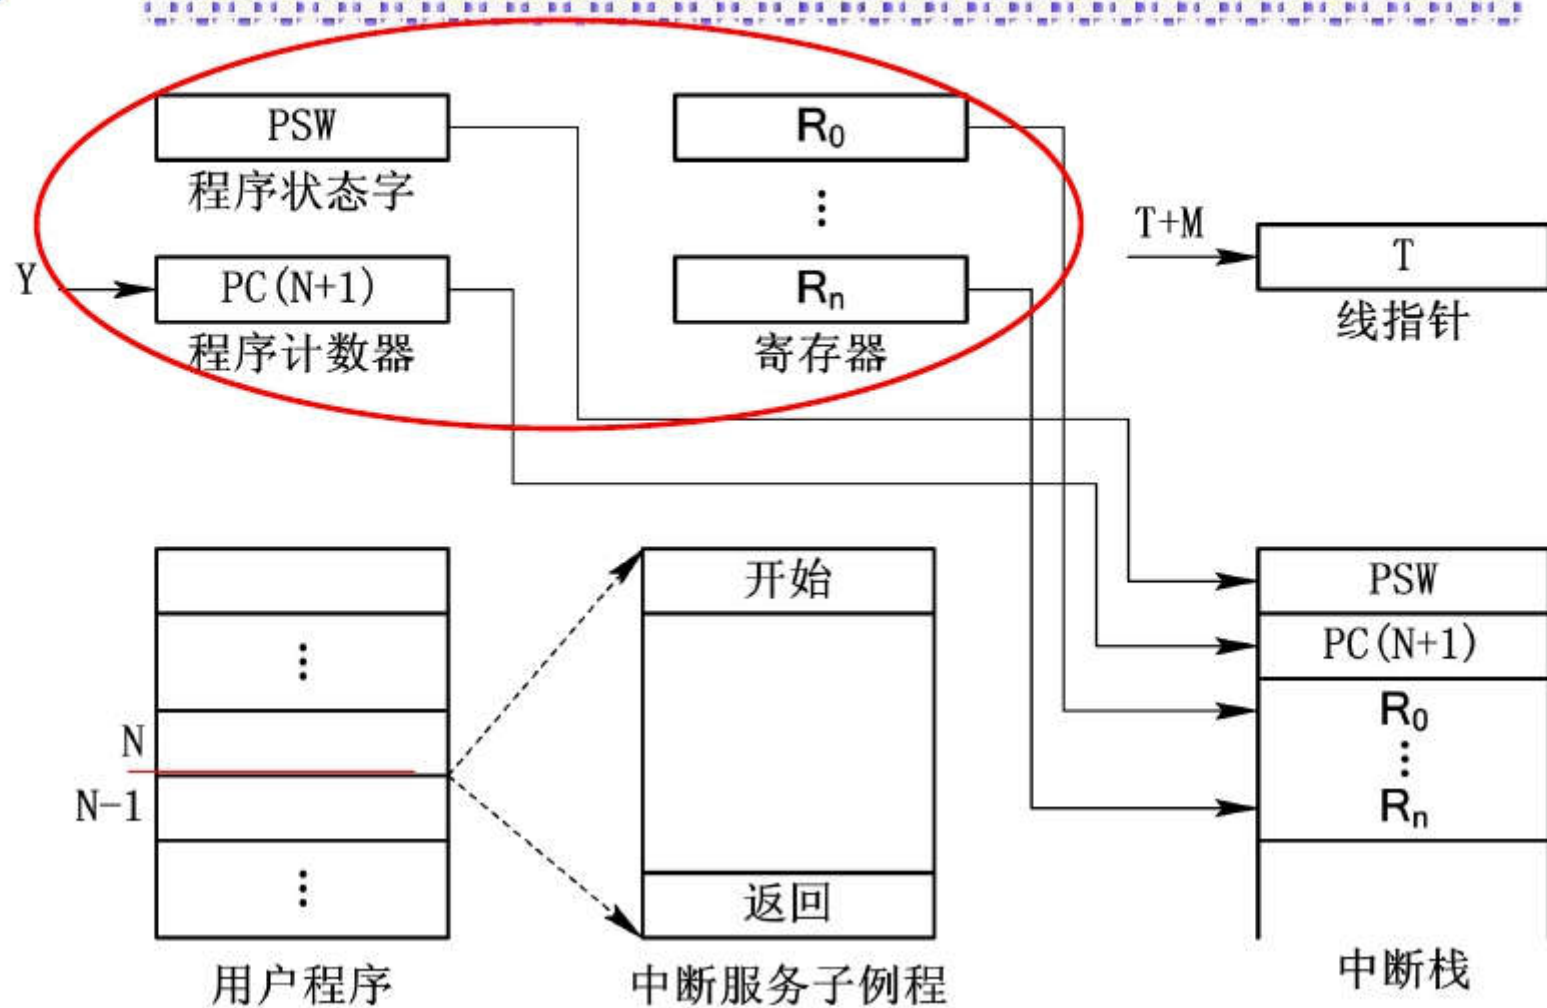 PSW
程序状态字
R₀
⋮
Y
PC(N+1)
程序计数器
Rₙ
寄存器
T+M
T
线指针
⋮
N
N-1
⋮
用户程序
开始
返回
中断服务子例程
PSW
PC(N+1)
R₀
⋮
Rₙ
中断栈